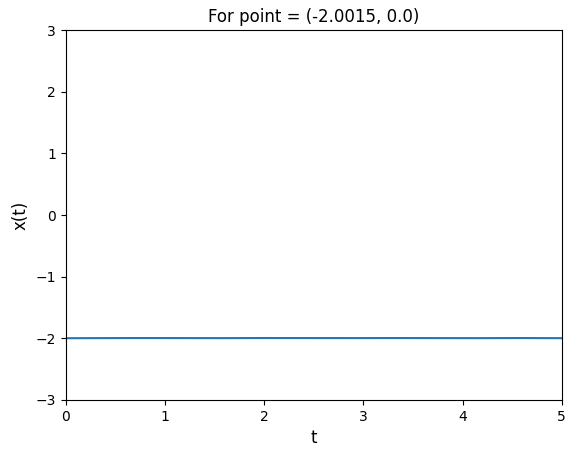 For point = (-2.0015, 0.0)
3
2
1
0
−1
−2
−3
x(t)
0 1 2 3 4 5
t